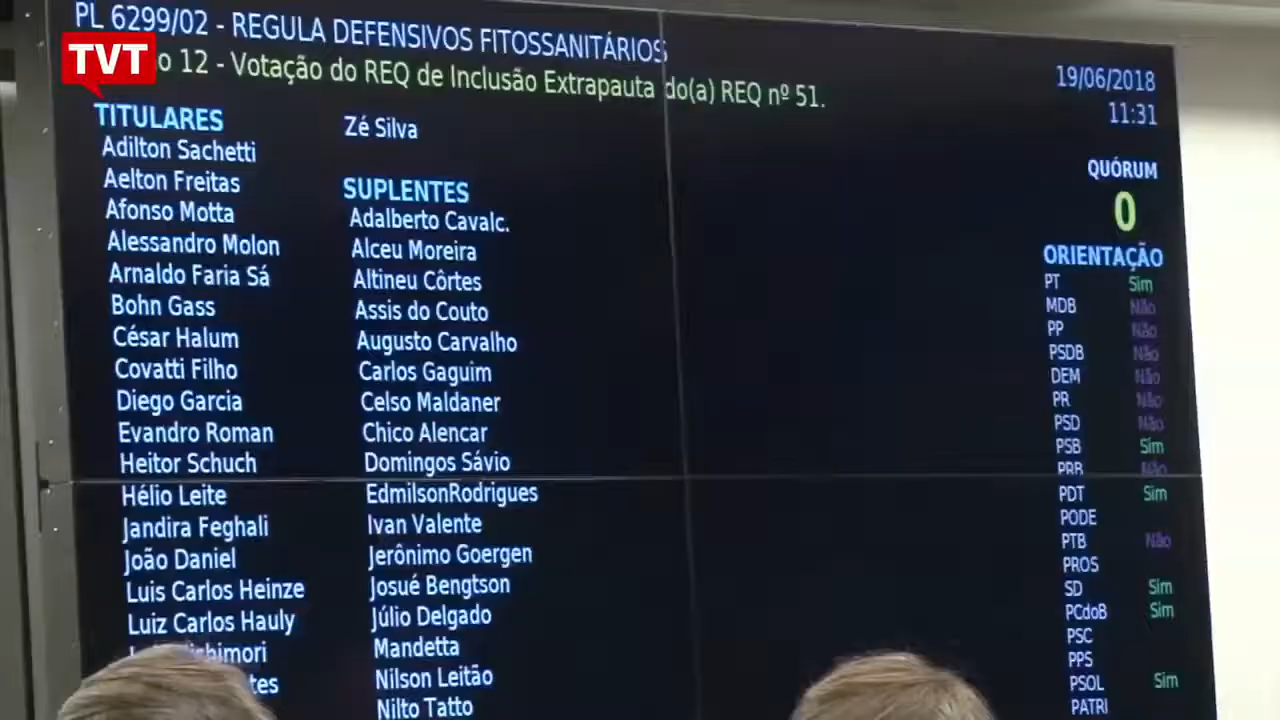 PL 6299/02 - REGULA DEFENSIVOS FITOSSANITÁRIOS
TVT
o 12 - Votação do REQ de Inclusão Extrapauta do(a) REQ nº 51.
19/06/2018
11:31
TITULARES
Adilton Sachetti
Aelton Freitas
Afonso Motta
Alessandro Molon
Arnaldo Faria Sá
Bohn Gass
César Halum
Covatti Filho
Diego Garcia
Evandro Roman
Heitor Schuch
Hélio Leite
Jandira Feghali
João Daniel
Luis Carlos Heinze
Luiz Carlos Hauly
Zé Silva
SUPLENTES
Adalberto Cavalc.
Alceu Moreira
Altineu Côrtes
Assis do Couto
Augusto Carvalho
Carlos Gaguim
Celso Maldaner
Chico Alencar
Domingos Sávio
EdmilsonRodrigues
Ivan Valente
Jerônimo Goergen
Josué Bengtson
Júlio Delgado
Mandetta
Nilson Leitão
Nilto Tatto
QUÓRUM
0
ORIENTAÇÃO
PT Sim
MDB Não
PP Não
PSDB Não
DEM Não
PR Não
PSD Não
PSB Sim
PRB Não
PDT Sim
PODE
PTB Não
PROS
SD Sim
PCdoB Sim
PSC
PPS
PSOL Sim
PATRI